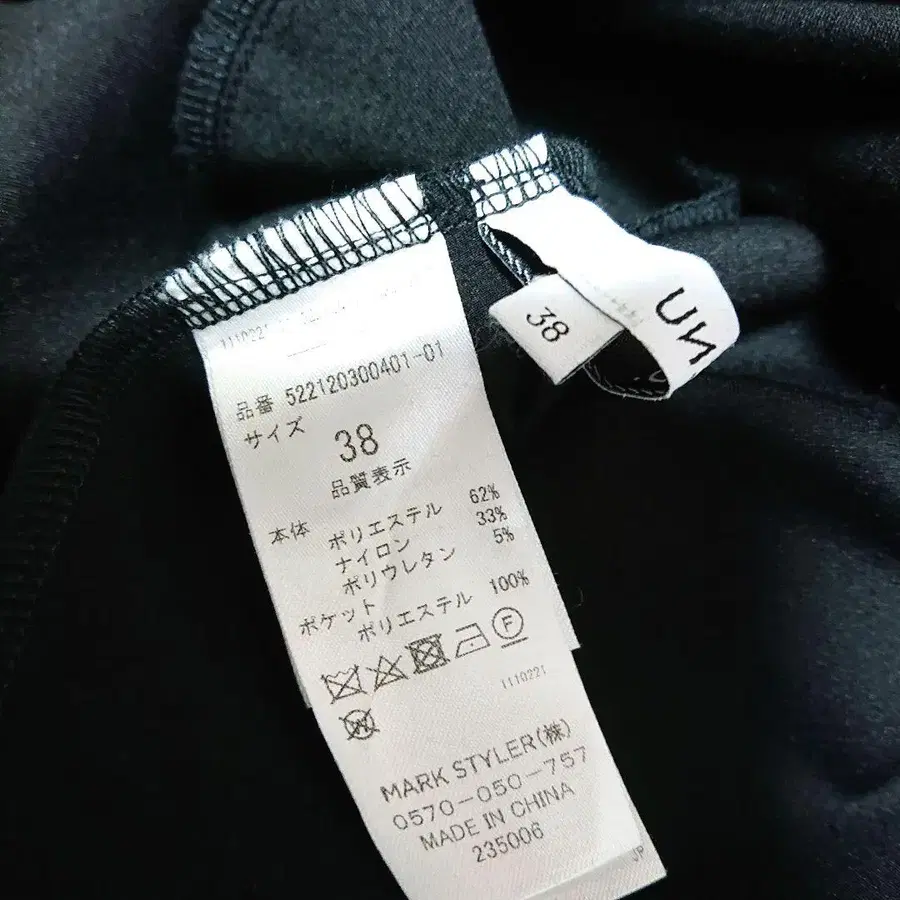 品番 522120300401-01
サイズ
38
品質表示
本体 ポリエステル 62%
ナイロン 33%
ポリウレタン 5%
ポケット
ポリエステル 100%
F
W
1110221
MARK STYLER(株)
0570-050-757
MADE IN CHINA
235006
JP
38
UN